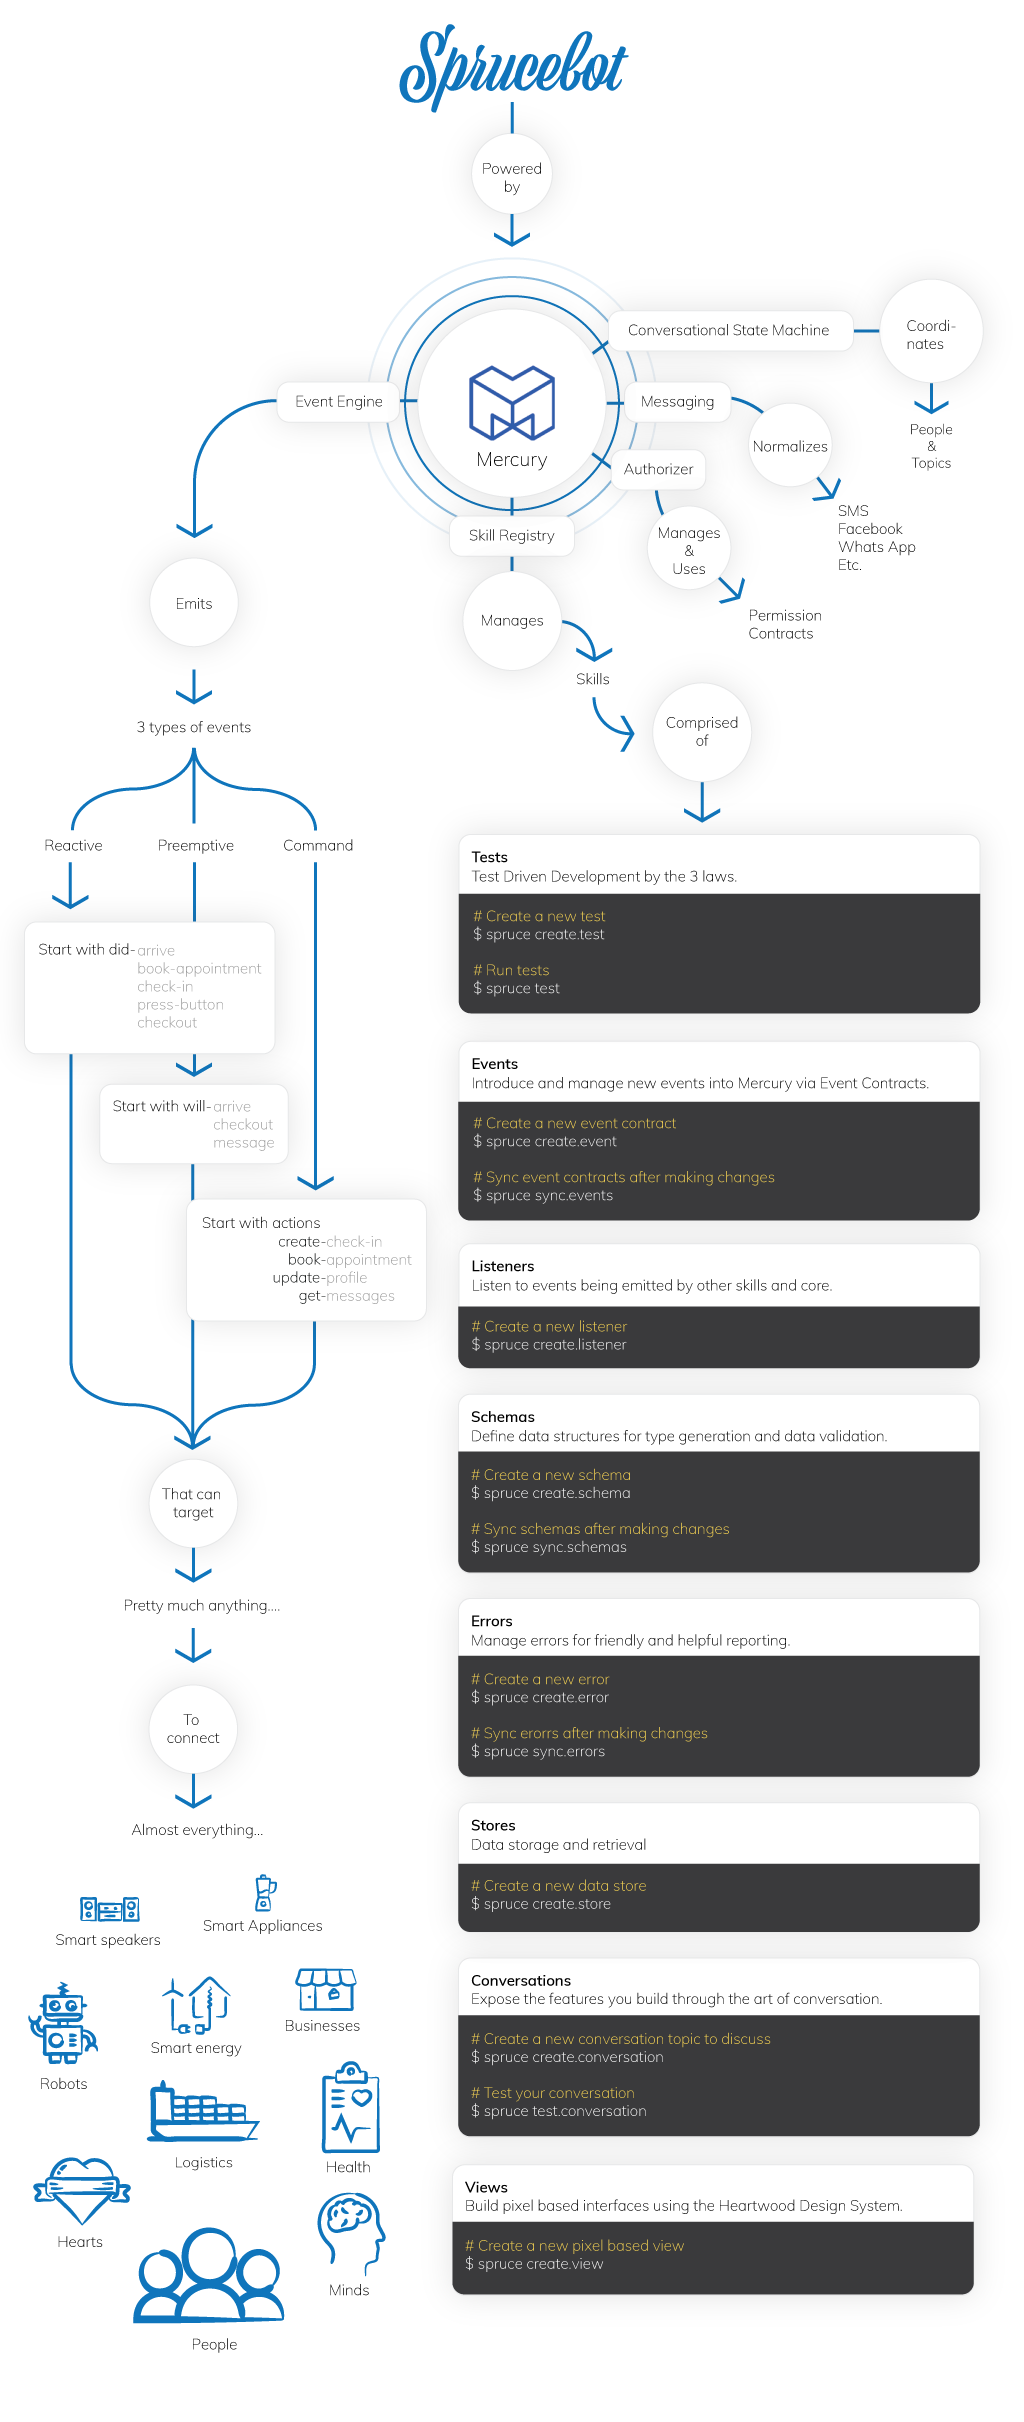 Sprucebot
Powered
by
Mercury
Conversational State Machine
Coordi-
nates
People
&
Topics
Messaging
Normalizes
SMS
Facebook
Whats App
Etc.
Authorizer
Manages
&
Uses
Permission
Contracts
Skill Registry
Manages
Skills
Comprised
of
Event Engine
Emits
3 types of events
Reactive
Preemptive
Command
Start with did-arrive
book-appointment
check-in
press-button
checkout
Start with will-arrive
checkout
message
Start with actions
create-check-in
book-appointment
update-profile
get-messages
That can
target
Pretty much anything....
To
connect
Almost everything...
Smart speakers
Smart Appliances
Robots
Smart energy
Businesses
Logistics
Health
Hearts
Minds
People
Tests
Test Driven Development by the 3 laws.
# Create a new test
$ spruce create.test
# Run tests
$ spruce test
Events
Introduce and manage new events into Mercury via Event Contracts.
# Create a new event contract
$ spruce create.event
# Sync event contracts after making changes
$ spruce sync.events
Listeners
Listen to events being emitted by other skills and core.
# Create a new listener
$ spruce create.listener
Schemas
Define data structures for type generation and data validation.
# Create a new schema
$ spruce create.schema
# Sync schemas after making changes
$ spruce sync.schemas
Errors
Manage errors for friendly and helpful reporting.
# Create a new error
$ spruce create.error
# Sync erorrs after making changes
$ spruce sync.errors
Stores
Data storage and retrieval
# Create a new data store
$ spruce create.store
Conversations
Expose the features you build through the art of conversation.
# Create a new conversation topic to discuss
$ spruce create.conversation
# Test your conversation
$ spruce test.conversation
Views
Build pixel based interfaces using the Heartwood Design System.
# Create a new pixel based view
$ spruce create.view